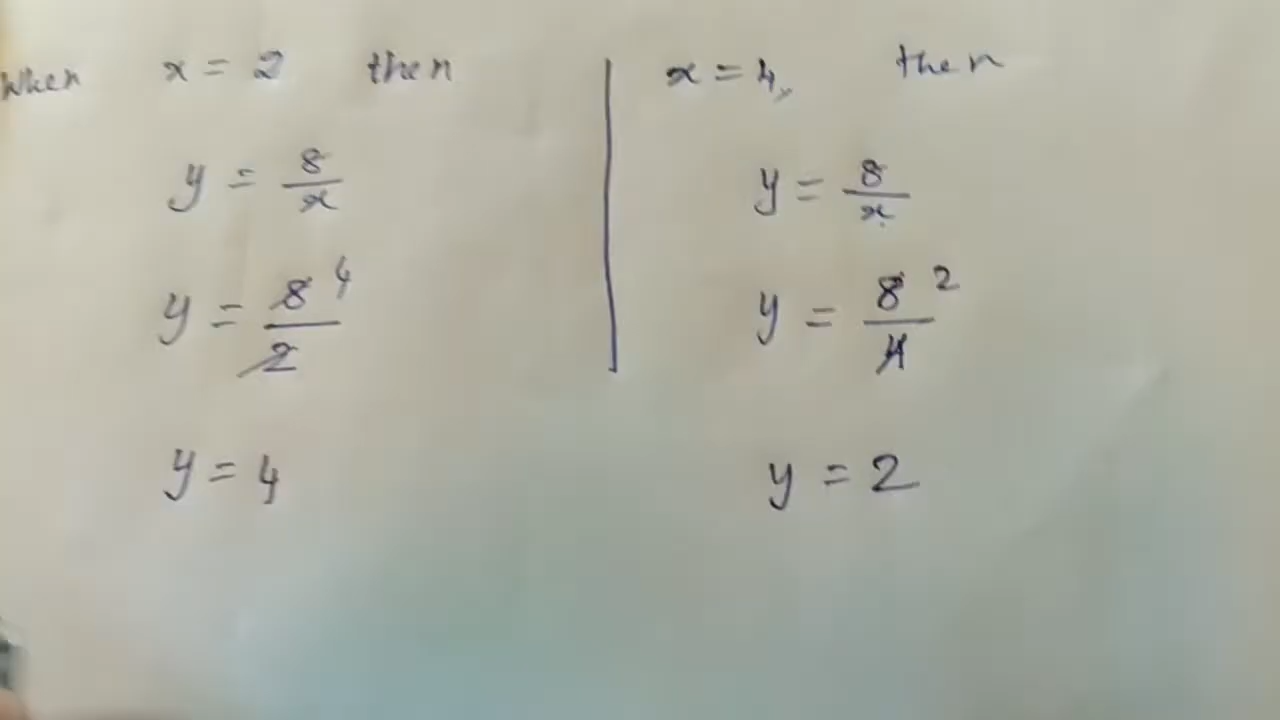 When x = 2 then
y = 8/x
y = 8/2 4
y = 4
x = 4, then
y = 8/x
y = 8/4 2
y = 2